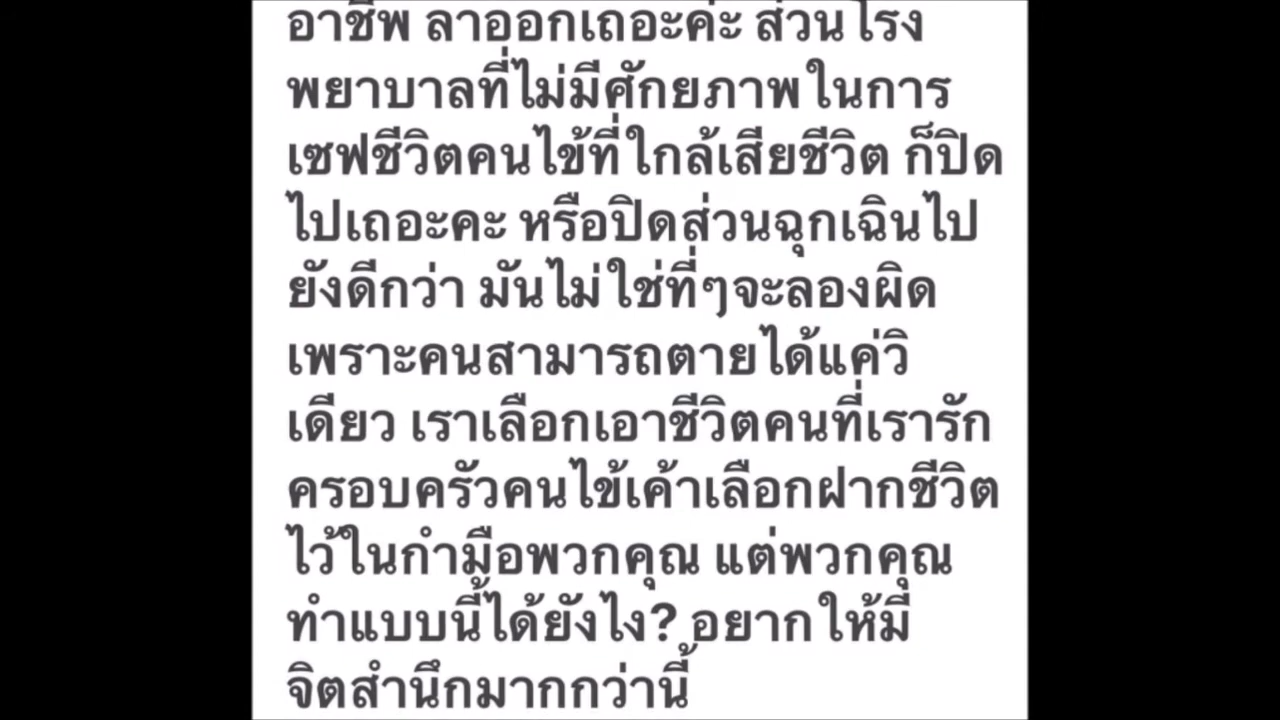 อาชีพ ลาออกเถอะค่ะ ส่วนโรง
พยาบาลที่ไม่มีศักยภาพในการ
เซฟชีวิตคนไข้ที่ใกล้เสียชีวิต ก็ปิด
ไปเถอะคะ หรือปิดส่วนฉุกเฉินไป
ยังดีกว่า มันไม่ใช่ที่ๆจะลองผิด
เพราะคนสามารถตายได้แค่วิ
เดียว เราเลือกเอาชีวิตคนที่เรารัก
ครอบครัวคนไข้เค้าเลือกฝากชีวิต
ไว้ในกำมือพวกคุณ แต่พวกคุณ
ทำแบบนี้ได้ยังไง? อยากให้มี
จิตสำนึกมากกว่านี้